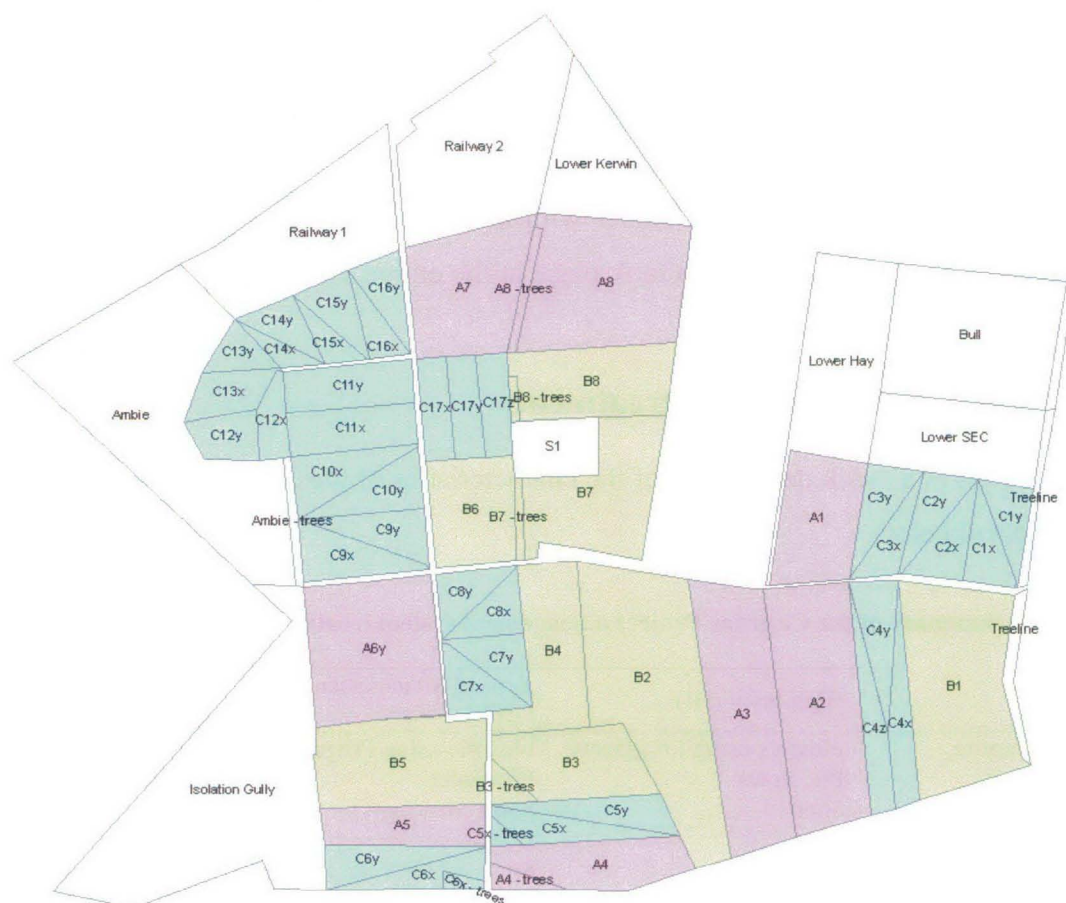 Railway 2
Lower Kerwin
Railway 1
C16y
A7
A8 - trees
A8
C15y
C14y
C15x
C16x
C14x
C13y
Lower Hay
Bull
C13x
C11y
B8
C12x
C17x
C17y
C17z
B8 - trees
Ambie
C11x
C12y
S1
Lower SEC
C10x
C10y
B6
B7 - trees
B7
C3y
C2y
Treeline
C1y
A1
Ambie - trees
C9y
C9x
C3x
C2x
C1x
C8y
C8x
A6y
B4
C7y
C7x
B2
C4y
Treeline
B1
A3
A2
C4z
C4x
B5
B3
Isolation Gully
B3 - trees
C5y
A5
C5x - trees
C5x
C6y
A4
C6x
C6x - trees
A4 - trees